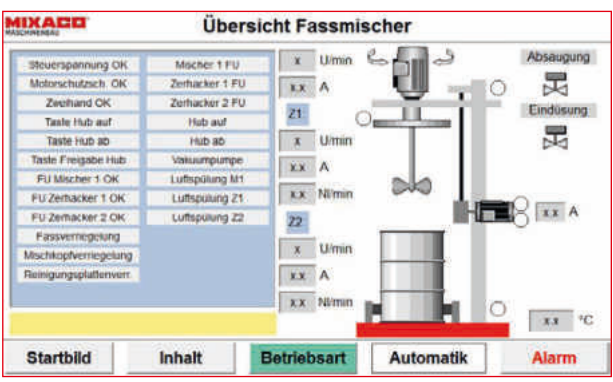 MIXACO
MASCHINENBAU
Übersicht Fassmischer
Steuerspannung OK
Motorschutzsch. OK
Zweihand OK
Taste Hub auf
Taste Hub ab
Taste Freigabe Hub
FU Mischer 1 OK
FU Zerhacker 1 OK
FU Zerhacker 2 OK
Fassverriegelung
Mischkopfverriegelung
Reinigungsplattenverr.
Mischer 1 FU
Zerhacker 1 FU
Zerhacker 2 FU
Hub auf
Hub ab
Vakuumpumpe
Luftspülung M1
Luftspülung Z1
Luftspülung Z2
x U/min
x.x A
Z1
x U/min
x.x A
x.x Nl/min
Z2
x U/min
x.x A
x.x Nl/min
Absaugung
Eindüsung
x.x A
x.x °C
Startbild Inhalt Betriebsart Automatik Alarm